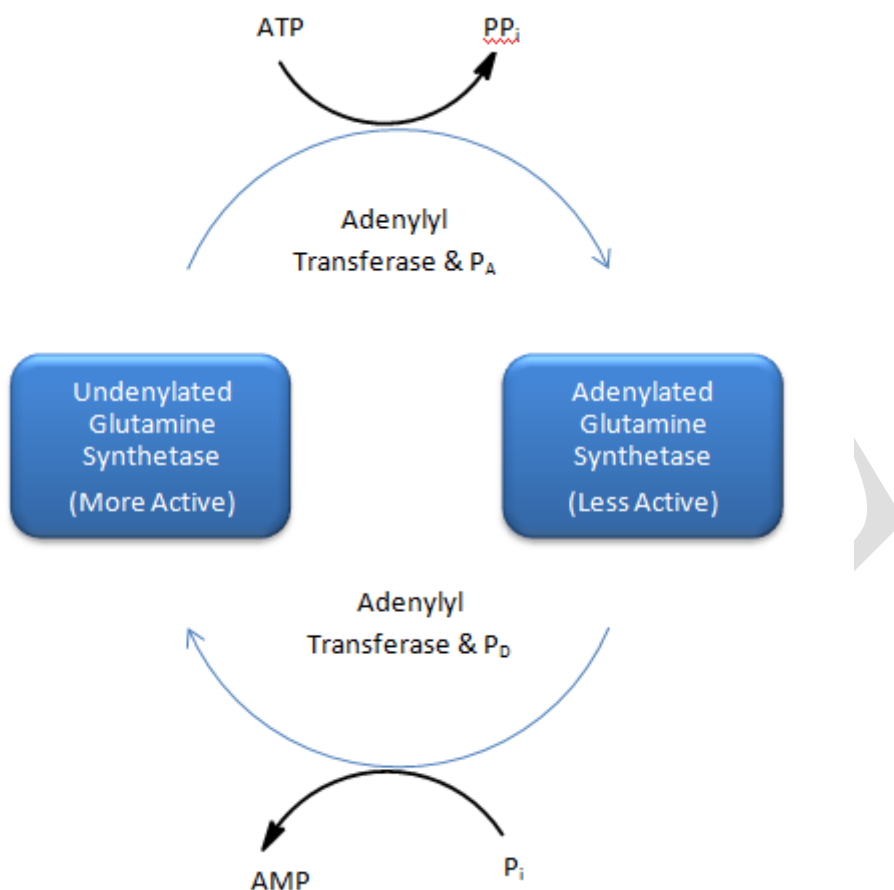 ATP PPi
Adenylyl
Transferase & PA
Undenylated
Glutamine
Synthetase
(More Active)
Adenylated
Glutamine
Synthetase
(Less Active)
Adenylyl
Transferase & PD
AMP Pi